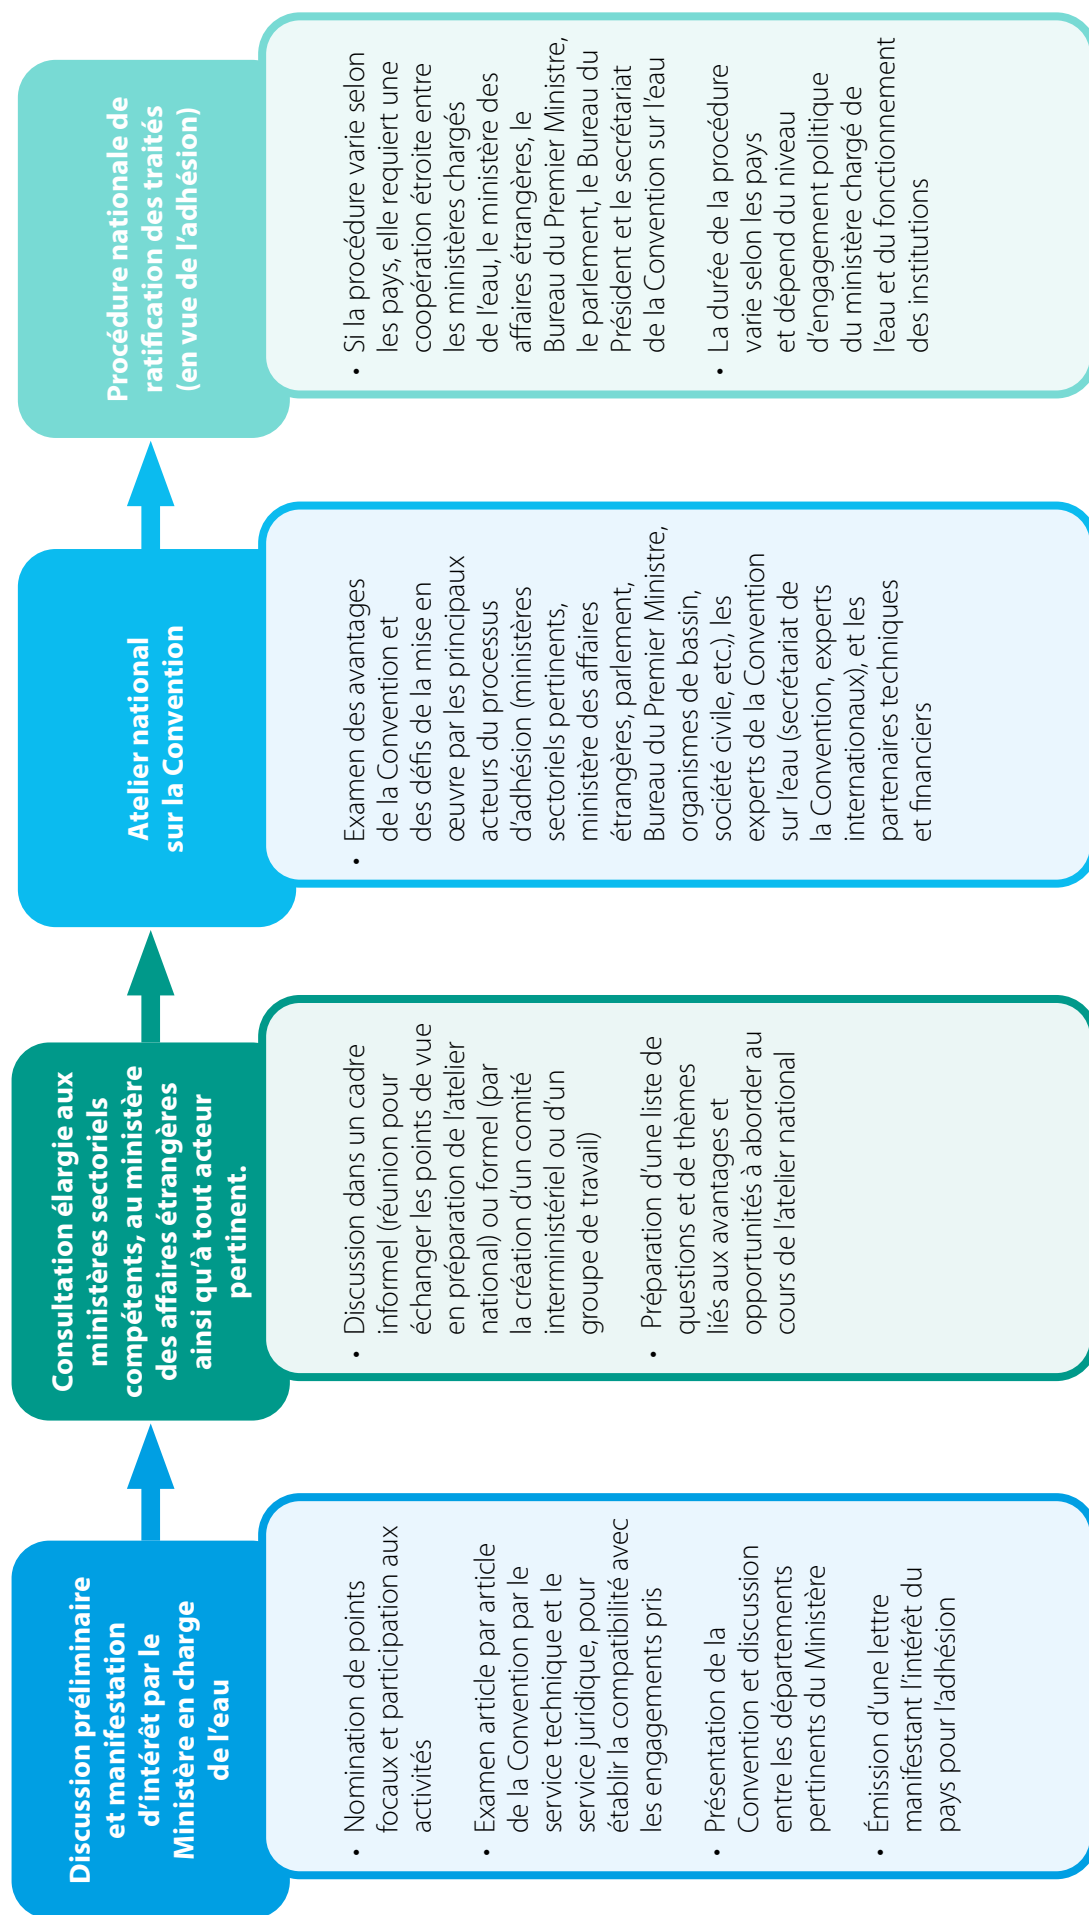 Discussion préliminaire
et manifestation
d'intérêt par le
Ministère en charge
de l'eau
• Nomination de points
focaux et participation aux
activités
• Examen article par article
de la Convention par le
service technique et le
service juridique, pour
établir la compatibilité avec
les engagements pris
• Présentation de la
Convention et discussion
entre les départements
pertinents du Ministère
• Émission d'une lettre
manifestant l'intérêt du
pays pour l'adhésion
Consultation élargie aux
ministères sectoriels
compétents, au ministère
des affaires étrangères
ainsi qu'à tout acteur
pertinent.
• Discussion dans un cadre
informel (réunion pour
échanger les points de vue
en préparation de l'atelier
national) ou formel (par
la création d'un comité
interministériel ou d'un
groupe de travail)
• Préparation d'une liste de
questions et de thèmes
liés aux avantages et
opportunités à aborder au
cours de l'atelier national
Atelier national
sur la Convention
• Examen des avantages
de la Convention et
des défis de la mise en
œuvre par les principaux
acteurs du processus
d'adhésion (ministères
sectoriels pertinents,
ministère des affaires
étrangères, parlement,
Bureau du Premier Ministre,
organismes de bassin,
société civile, etc.), les
experts de la Convention
sur l'eau (secrétariat de
la Convention, experts
internationaux), et les
partenaires techniques
et financiers
Procédure nationale de
ratification des traités
(en vue de l'adhésion)
• Si la procédure varie selon
les pays, elle requiert une
coopération étroite entre
les ministères chargés
de l'eau, le ministère des
affaires étrangères, le
Bureau du Premier Ministre,
le parlement, le Bureau du
Président et le secrétariat
de la Convention sur l'eau
• La durée de la procédure
varie selon les pays
et dépend du niveau
d'engagement politique
du ministère chargé de
l'eau et du fonctionnement
des institutions